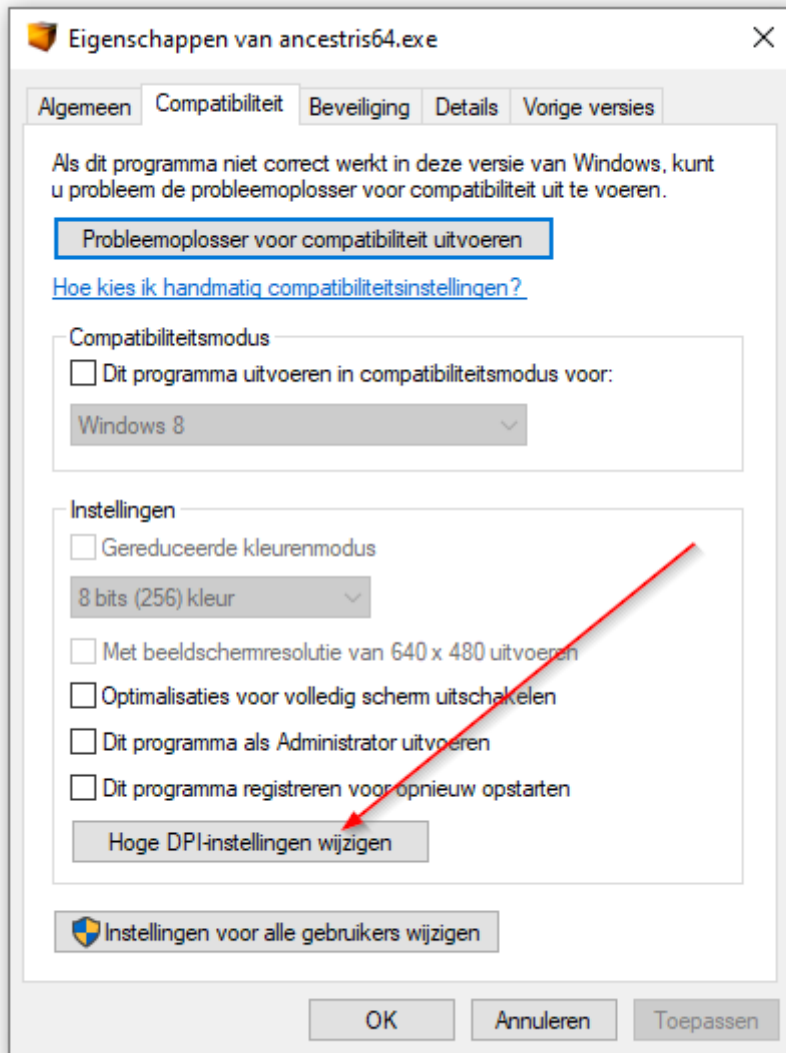 Eigenschappen van ancestris64.exe
Algemeen Compatibiliteit Beveiliging Details Vorige versies
Als dit programma niet correct werkt in deze versie van Windows, kunt
u probleem de probleemoplosser voor compatibiliteit uit te voeren.
Probleemoplosser voor compatibiliteit uitvoeren
Hoe kies ik handmatig compatibiliteitsinstellingen?
Compatibiliteitsmodus
Dit programma uitvoeren in compatibiliteitsmodus voor:
Windows 8
Instellingen
Gereduceerde kleurenmodus
8 bits (256) kleur
Met beeldschermresolutie van 640 x 480 uitvoeren
Optimalisaties voor volledig scherm uitschakelen
Dit programma als Administrator uitvoeren
Dit programma registreren voor opnieuw opstarten
Hoge DPI-instellingen wijzigen
Instellingen voor alle gebruikers wijzigen
OK Annuleren Toepassen